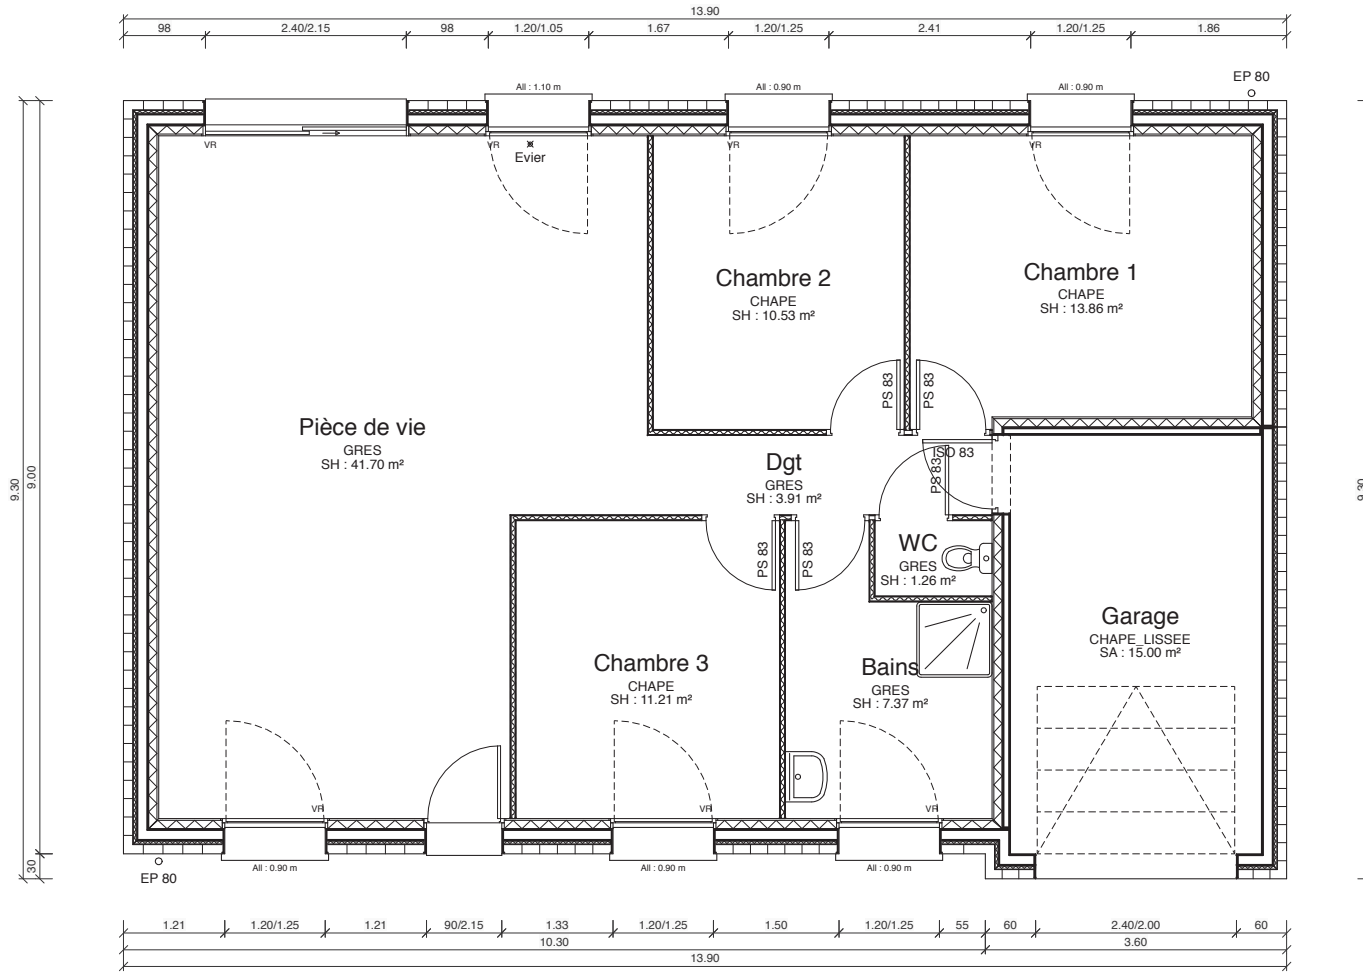 13.90
98 2.40/2.15 98 1.20/1.05 1.67 1.20/1.25 2.41 1.20/1.25 1.86
EP 80
All : 1.10 m All : 0.90 m All : 0.90 m
VR VR VR VR
Evier
Chambre 2
CHAPE
SH : 10.53 m²
Chambre 1
CHAPE
SH : 13.86 m²
PS 83 PS 83
Pièce de vie
GRES
SH : 41.70 m²
Dgt
GRES
SH : 3.91 m²
ISO 83
PS 83
9.30
9.00
9.30
WC
GRES
SH : 1.26 m²
PS 83 PS 83
Garage
CHAPE_LISSEE
SA : 15.00 m²
Chambre 3
CHAPE
SH : 11.21 m²
Bains
GRES
SH : 7.37 m²
VR VR VR
30
EP 80
All : 0.90 m All : 0.90 m All : 0.90 m
1.21 1.20/1.25 1.21 90/2.15 1.33 1.20/1.25 1.50 1.20/1.25 55 60 2.40/2.00 60
10.30 3.60
13.90